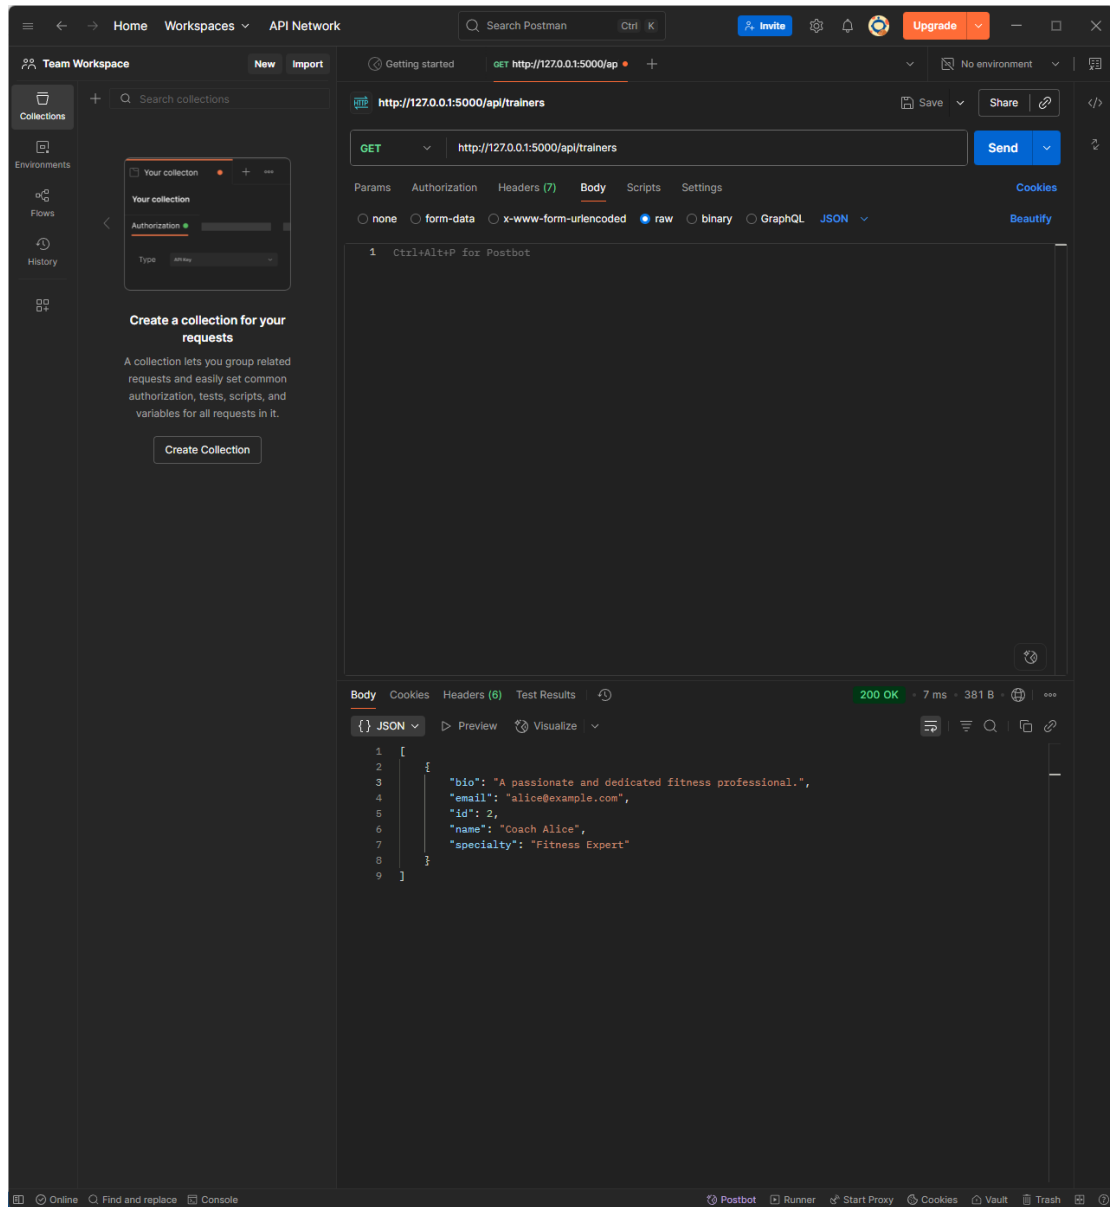 Home Workspaces API Network Search Postman Ctrl K Invite Upgrade
Team Workspace New Import
Getting started GET http://127.0.0.1:5000/ap No environment
Collections
Environments
Flows
History
Search collections
Your collecton
Your collection
Authorization
Type API Key
Create a collection for your
requests
A collection lets you group related
requests and easily set common
authorization, tests, scripts, and
variables for all requests in it.
Create Collection
HTTP http://127.0.0.1:5000/api/trainers Save Share
GET http://127.0.0.1:5000/api/trainers Send
Params Authorization Headers (7) Body Scripts Settings Cookies
none form-data x-www-form-urlencoded raw binary GraphQL JSON Beautify
1 Ctrl+Alt+P for Postbot
Body Cookies Headers (6) Test Results 200 OK 7 ms 381 B
{} JSON Preview Visualize
1 [
2 {
3 "bio": "A passionate and dedicated fitness professional.",
4 "email": "alice@example.com",
5 "id": 2,
6 "name": "Coach Alice",
7 "specialty": "Fitness Expert"
8 }
9 ]
Online Find and replace Console Postbot Runner Start Proxy Cookies Vault Trash